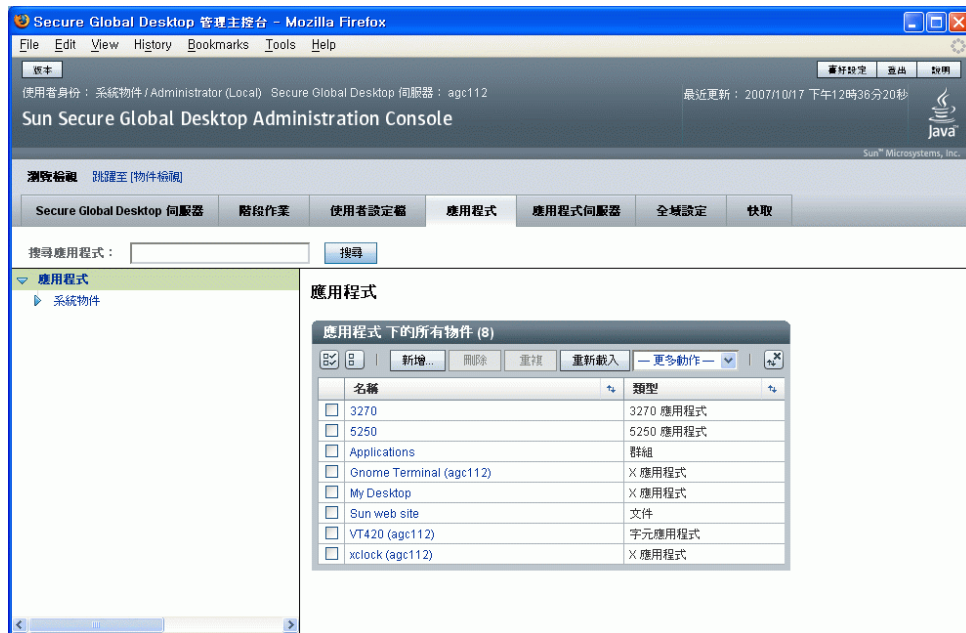 Secure Global Desktop 管理主控台 - Mozilla Firefox
File Edit View History Bookmarks Tools Help
版本
喜好設定 登出 說明
使用者身份： 系統物件 / Administrator (Local) Secure Global Desktop 伺服器： agc112
最近更新： 2007/10/17 下午12時36分20秒
Sun Secure Global Desktop Administration Console
Java
Sun™ Microsystems, Inc.
瀏覽檢視 跳躍至 [物件檢視]
Secure Global Desktop 伺服器 階段作業 使用者設定檔 應用程式 應用程式伺服器 全域設定 快取
搜尋應用程式： 搜尋
應用程式
系統物件
應用程式
應用程式 下的所有物件 (8)
新增... 刪除 重複 重新載入 — 更多動作 —
名稱 類型
3270 3270 應用程式
5250 5250 應用程式
Applications 群組
Gnome Terminal (agc112) X 應用程式
My Desktop X 應用程式
Sun web site 文件
VT420 (agc112) 字元應用程式
xclock (agc112) X 應用程式